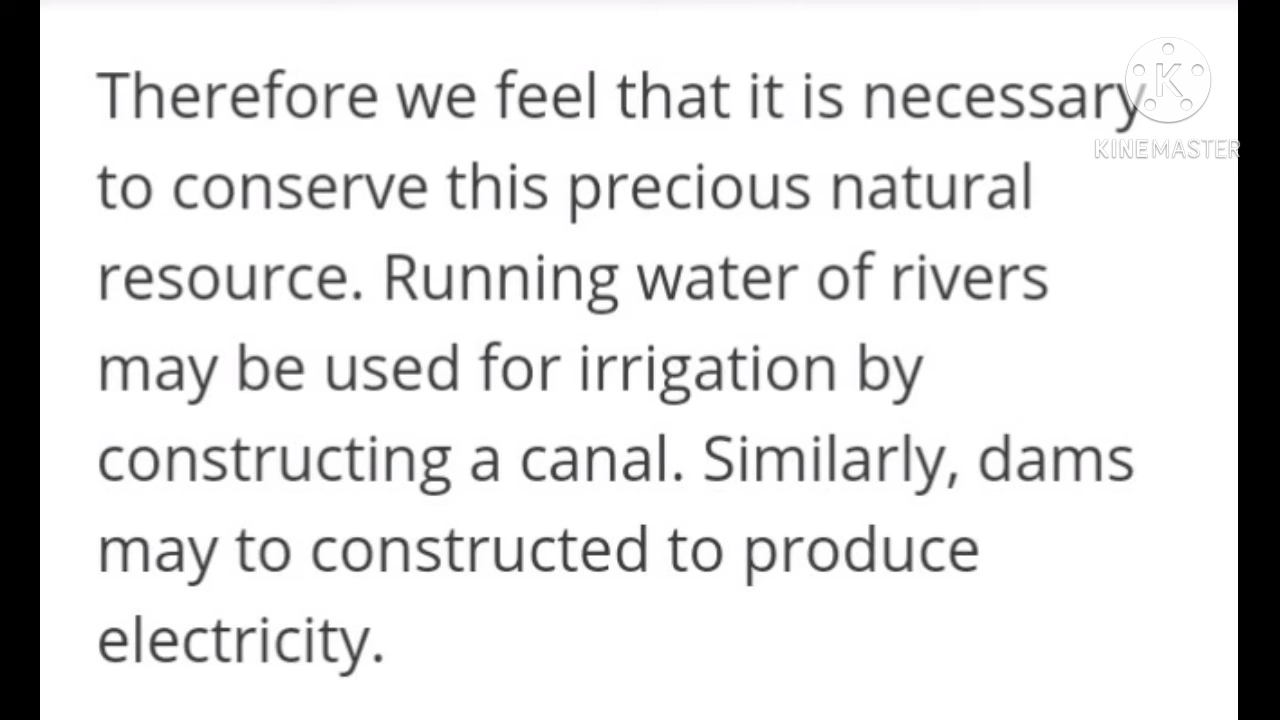 Therefore we feel that it is necessary
to conserve this precious natural
resource. Running water of rivers
may be used for irrigation by
constructing a canal. Similarly, dams
may to constructed to produce
electricity.
K
KINEMASTER